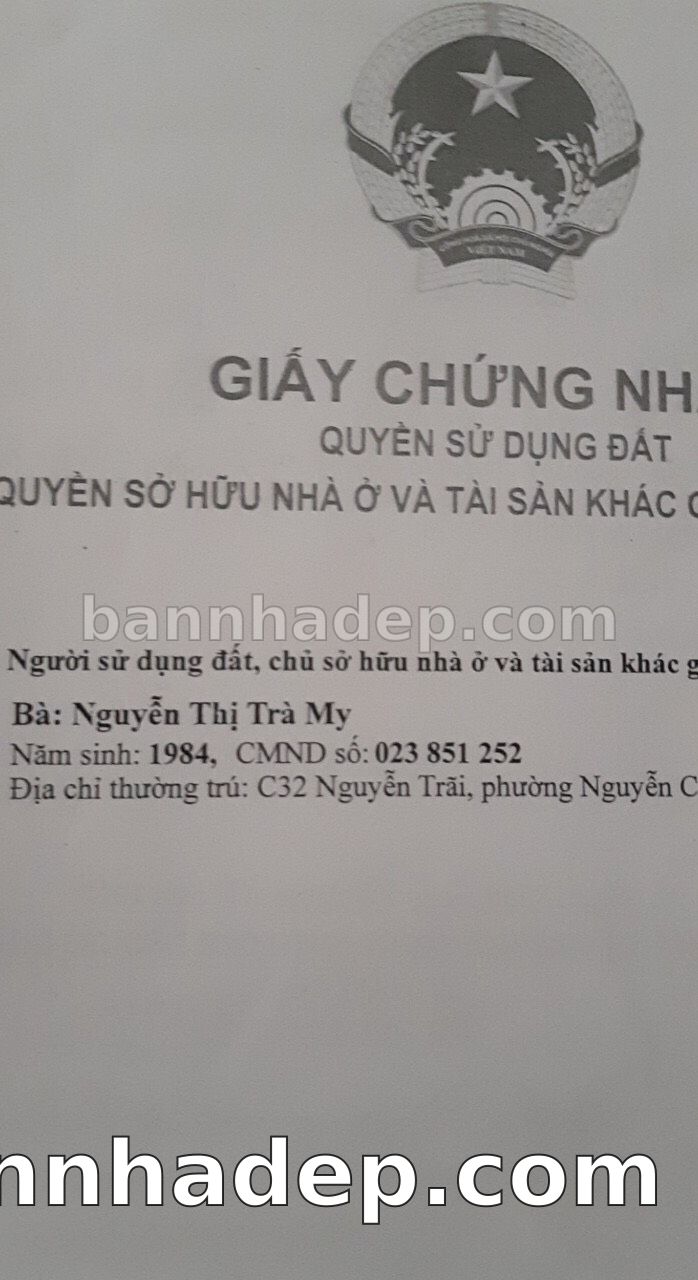 VIỆT NAM
GIẤY CHỨNG NH
QUYỀN SỬ DỤNG ĐẤT
QUYỀN SỞ HỮU NHÀ Ở VÀ TÀI SẢN KHÁC
bannhadep.com
Người sử dụng đất, chủ sở hữu nhà ở và tài sản khác g
Bà: Nguyễn Thị Trà My
Năm sinh: 1984, CMND số: 023 851 252
Địa chỉ thường trú: C32 Nguyễn Trãi, phường Nguyễn C
nnhadep.com